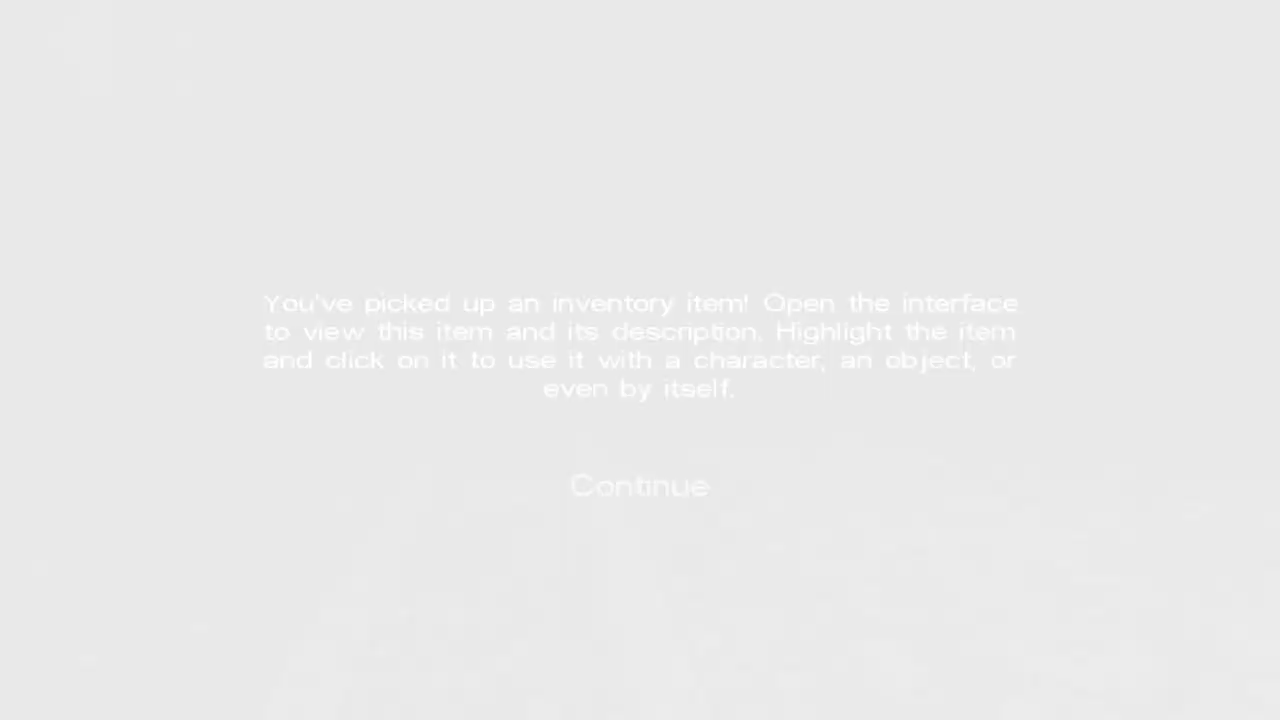 You've picked up an inventory item! Open the interface
to view this item and its description. Highlight the item
and click on it to use it with a character, an object, or
even by itself.
Continue